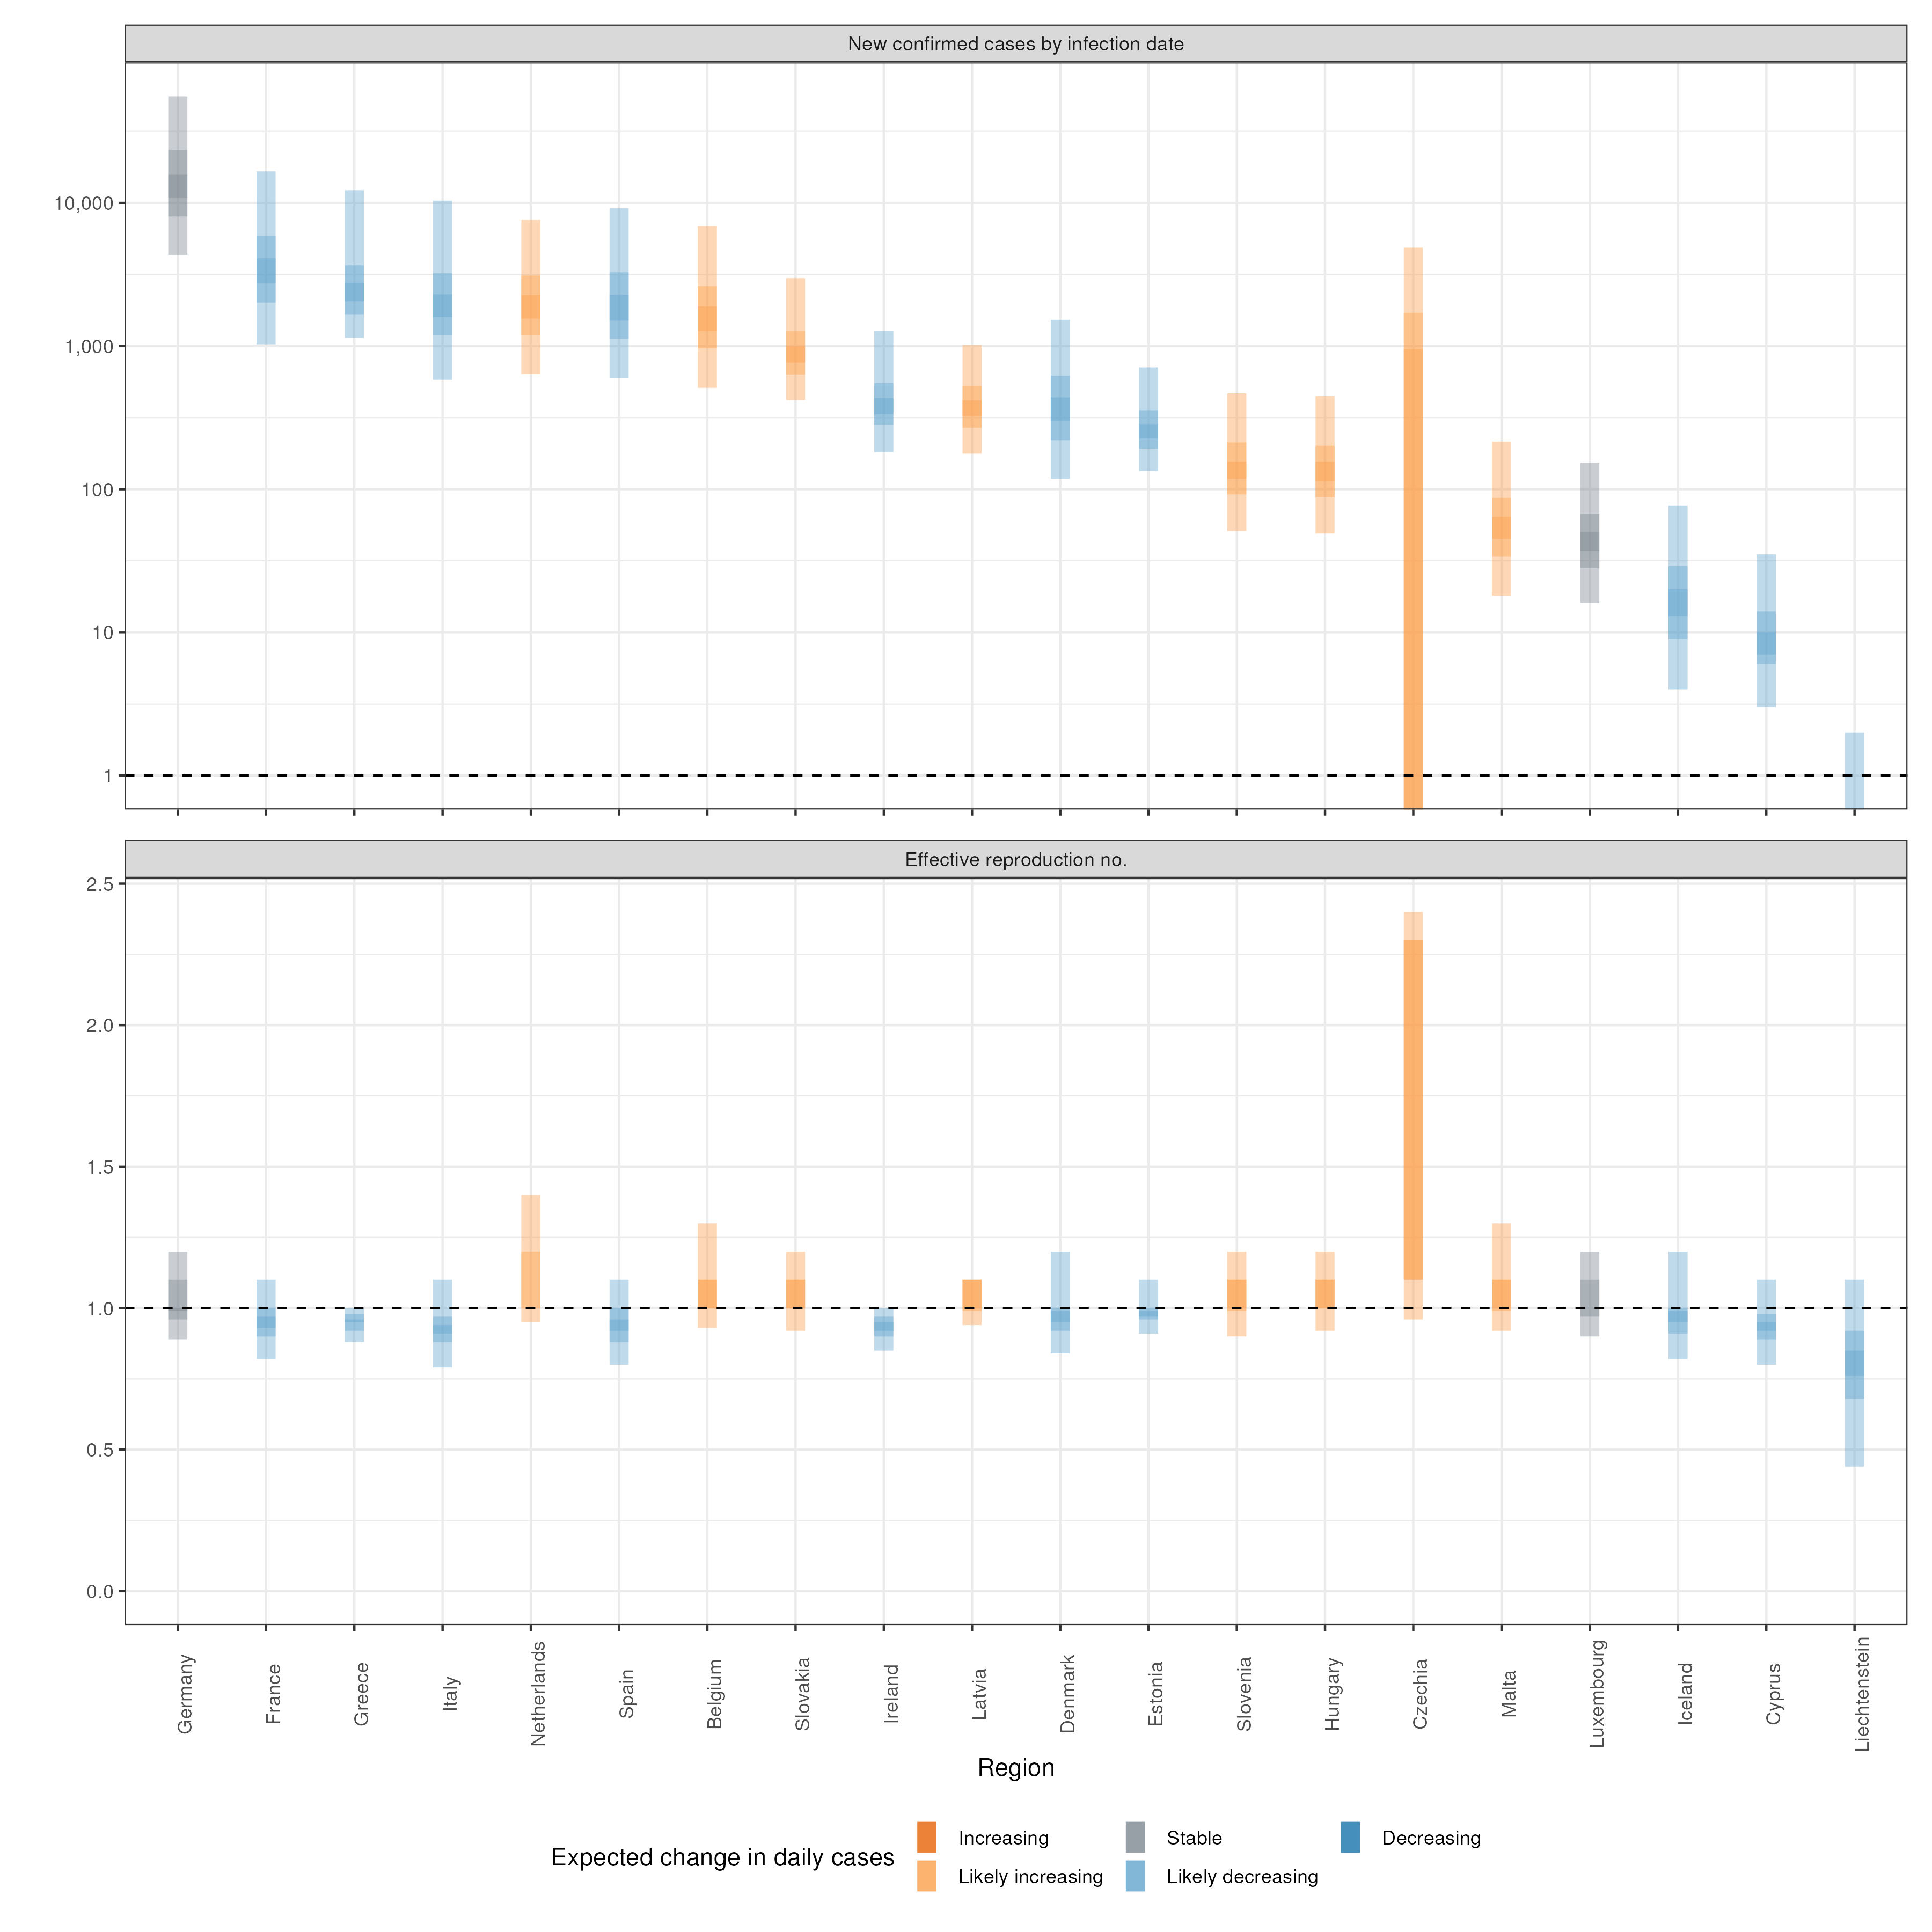 New confirmed cases by infection date
10,000
1,000
100
10
1
Effective reproduction no.
2.5
2.0
1.5
1.0
0.5
0.0
Germany
France
Greece
Italy
Netherlands
Spain
Belgium
Slovakia
Ireland
Latvia
Denmark
Estonia
Slovenia
Hungary
Czechia
Malta
Luxembourg
Iceland
Cyprus
Liechtenstein
Region
Expected change in daily cases
Increasing
Stable
Decreasing
Likely increasing
Likely decreasing